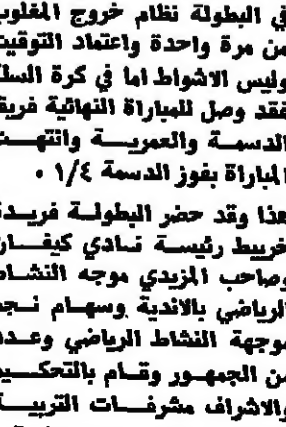 في البطولة نظام خروج المغلوب
من مرة واحدة واعتماد التوقيت
وليس الاشواط اما في كرة السلة
فقد وصل للمباراة النهائية فريقا
الدسمة والعمرية وانتهت
المباراة بفوز الدسمة ١/٤ .
هذا وقد حضر البطولة فريدة
خريبط رئيسة نادي كيفان
وصاحب المزيدي موجه النشاط
الرياضي بالاندية وسهام نجم
موجهة النشاط الرياضي وعدد
من الجمهور وقام بالتحكيم
والاشراف مشرفات التربية